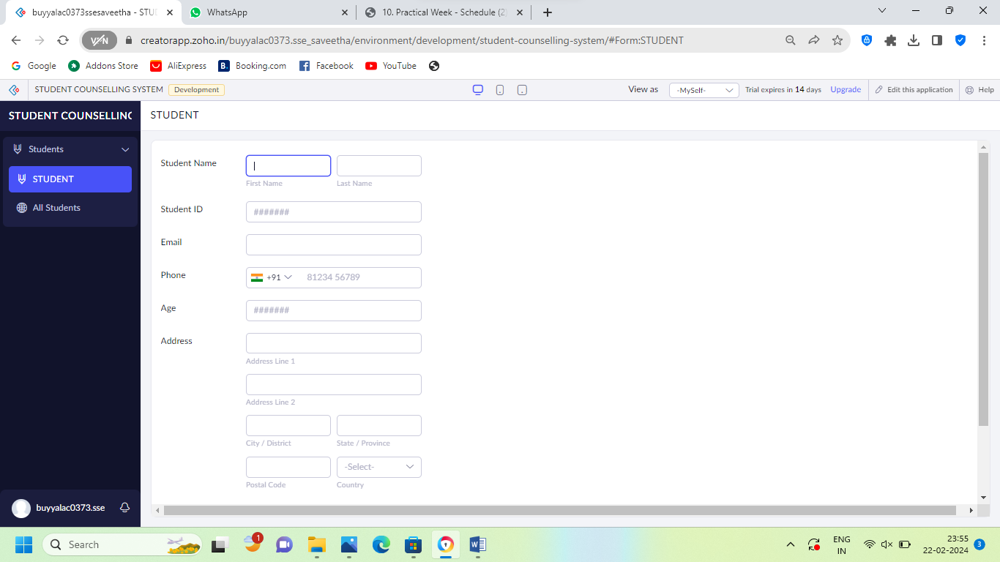 buyyalac0373ssesaveetha - STUD
WhatsApp
10. Practical Week - Schedule (2)
VPN
creatorapp.zoho.in/buyyalac0373.sse_saveetha/environment/development/student-counselling-system/#Form:STUDENT
Google
Addons Store
AliExpress
B.
Booking.com
Facebook
YouTube
STUDENT COUNSELLING SYSTEM
Development
View as
-MySelf-
Trial expires in 14 days
Upgrade
Edit this application
Help
STUDENT COUNSELLING
STUDENT
Students
STUDENT
All Students
Student Name
First Name
Last Name
Student ID
#######
Email
Phone
+91
81234 56789
Age
#######
Address
Address Line 1
Address Line 2
City / District
State / Province
-Select-
Postal Code
Country
buyyalac0373.sse
Search
1
ENG
IN
23:55
22-02-2024
3